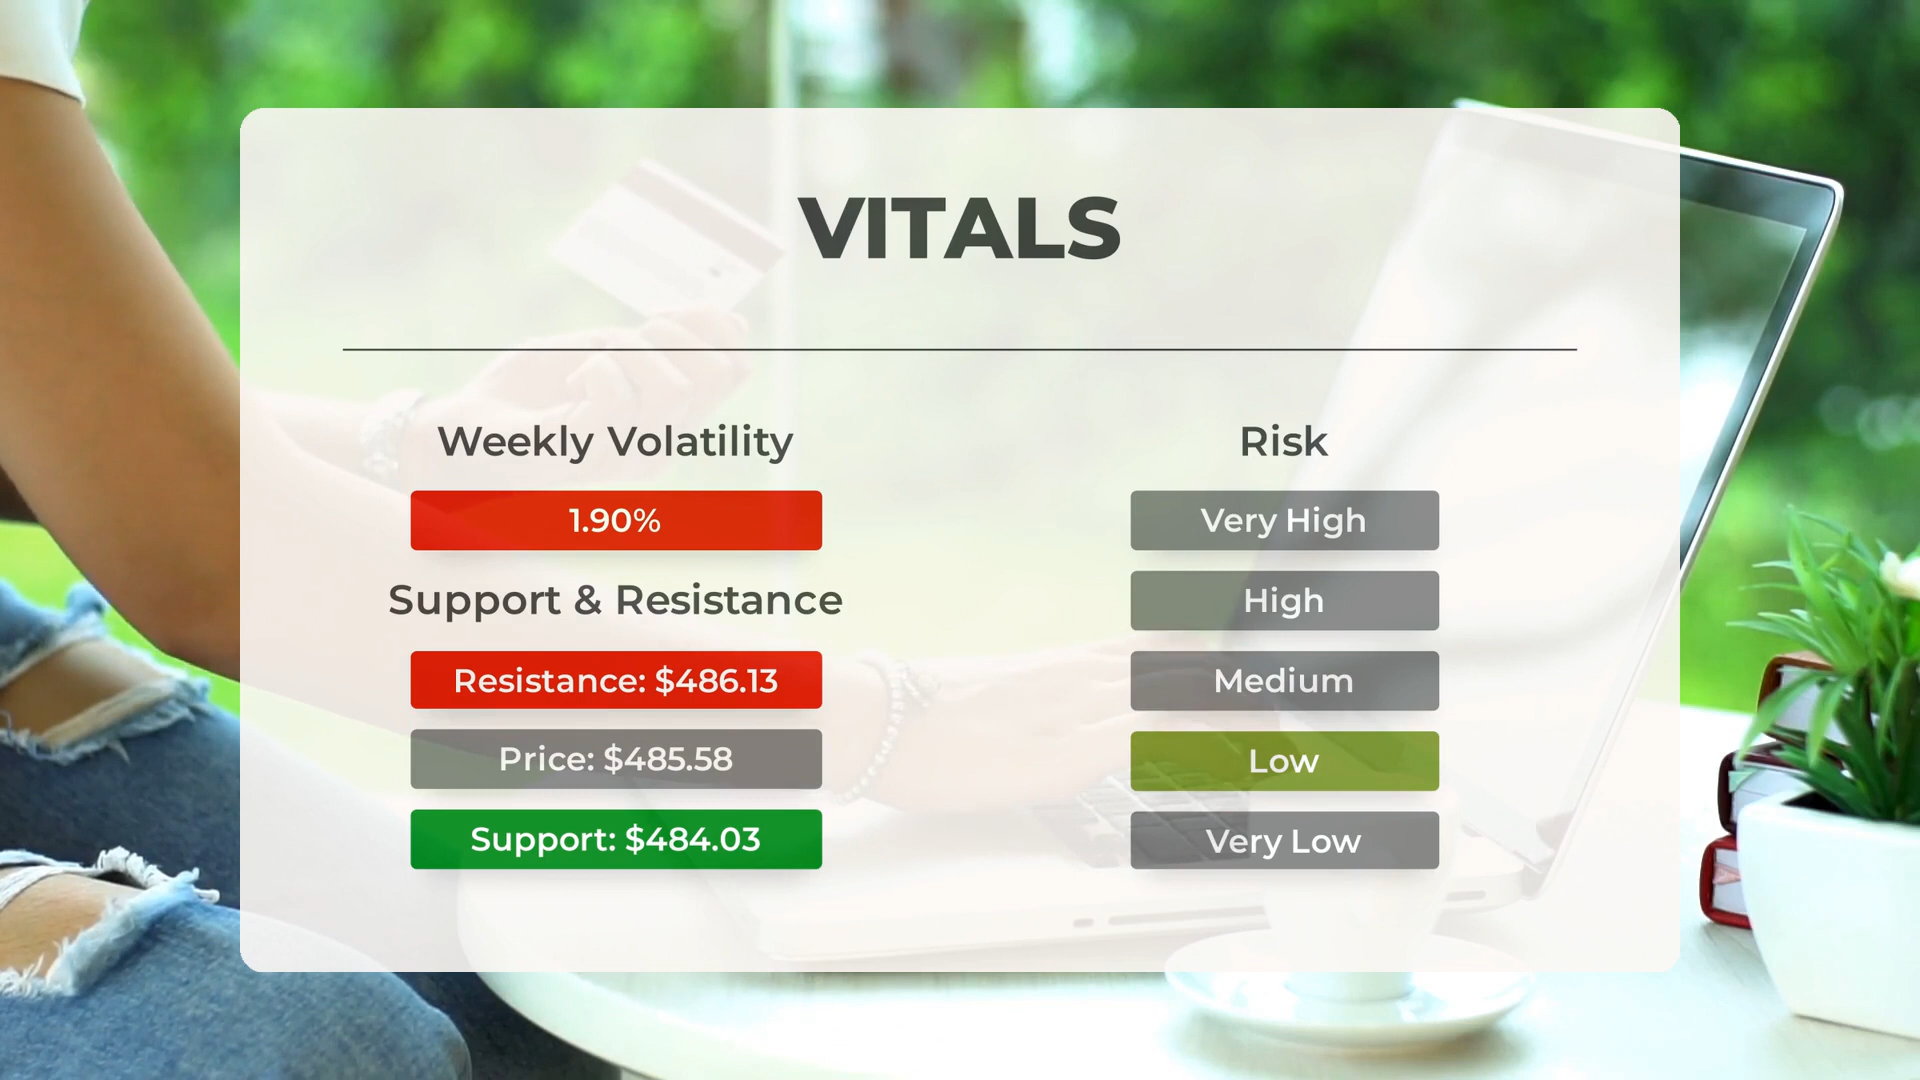 VITALS
Weekly Volatility
1.90%
Support & Resistance
Resistance: $486.13
Price: $485.58
Support: $484.03
Risk
Very High
High
Medium
Low
Very Low